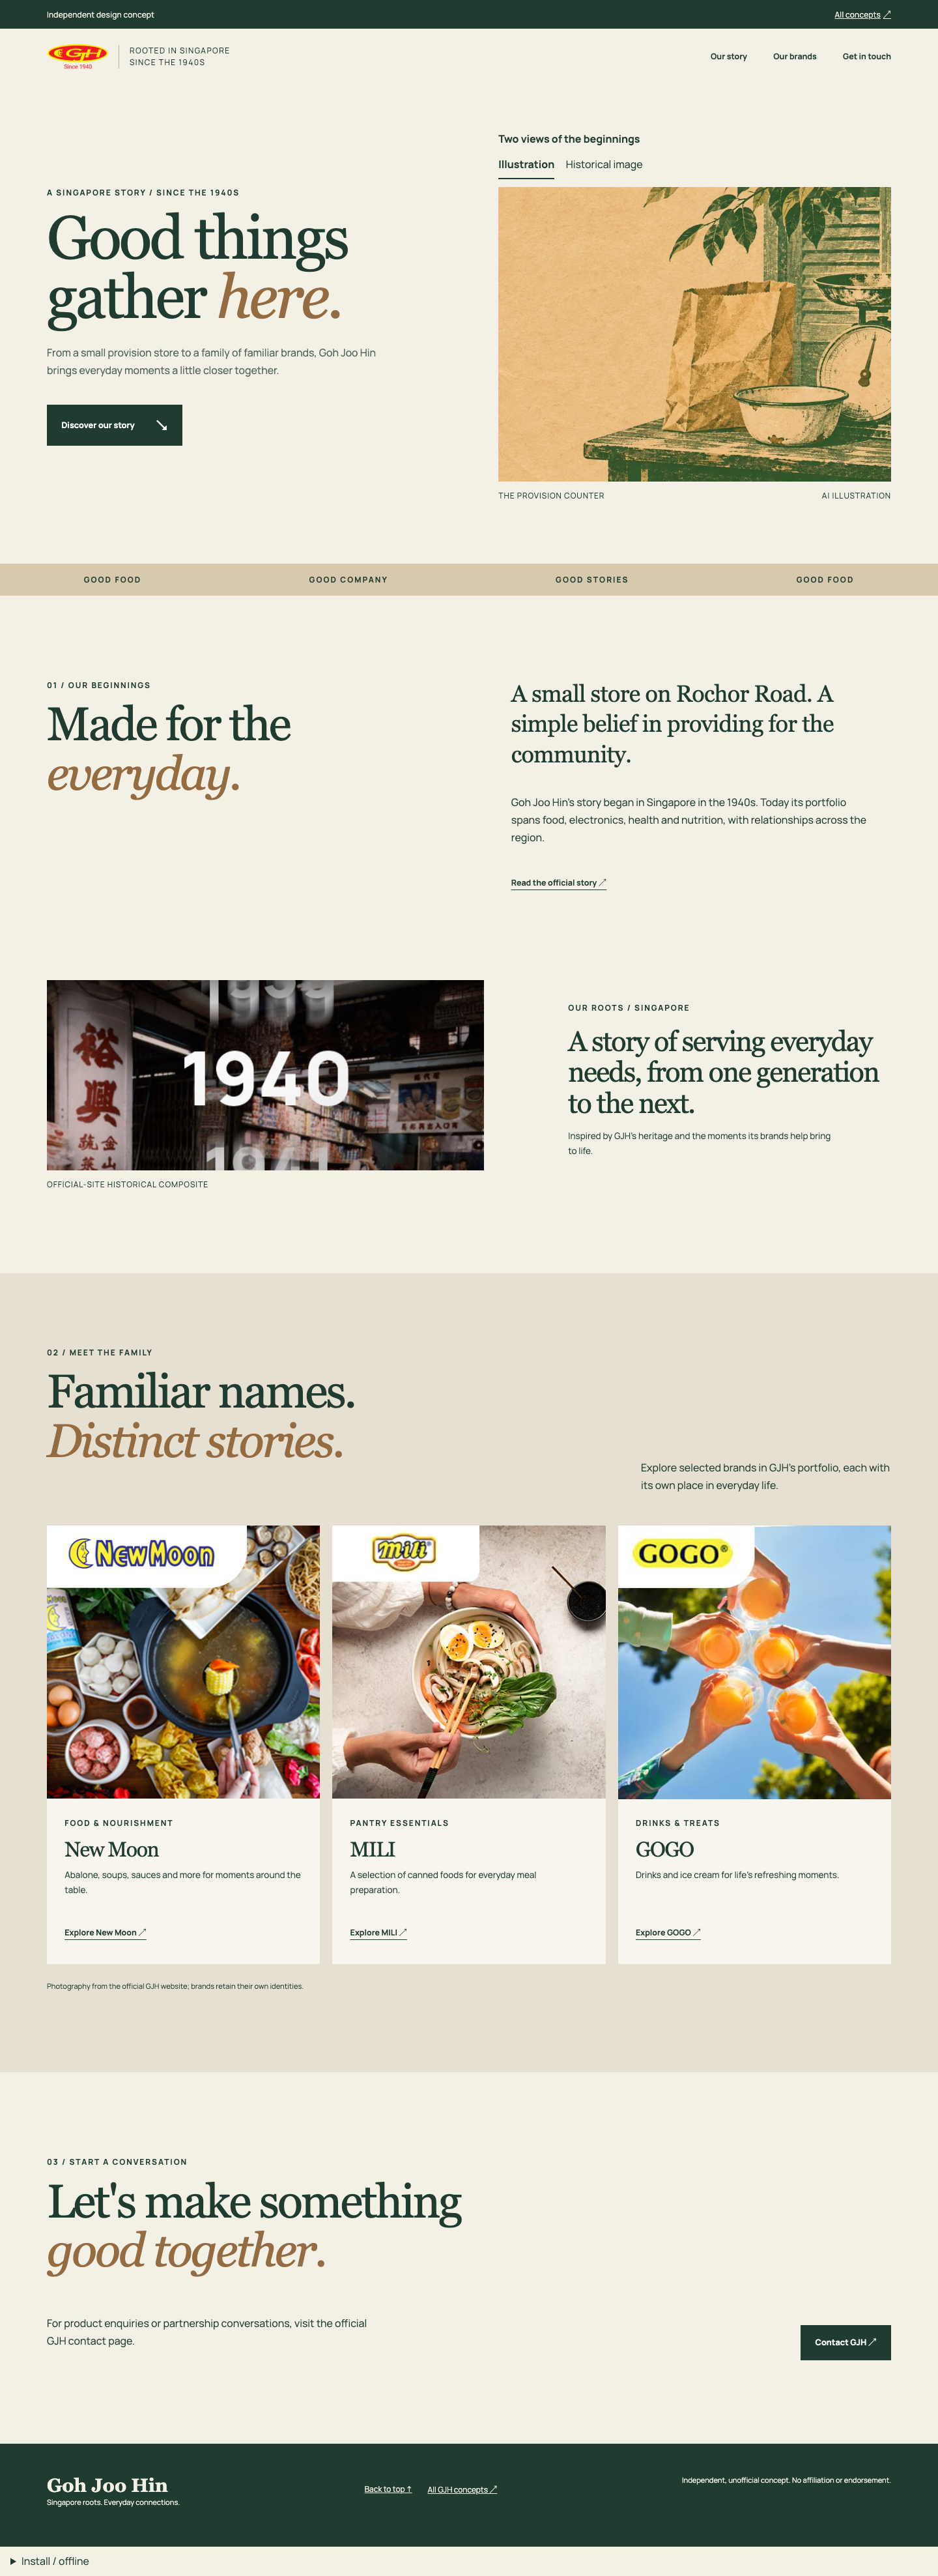 Independent design concept
All concepts ↗
GJH
Since 1940
ROOTED IN SINGAPORE
SINCE THE 1940S
Our story
Our brands
Get in touch
Two views of the beginnings
Illustration
Historical image
A SINGAPORE STORY / SINCE THE 1940S
Good things
gather here.
From a small provision store to a family of familiar brands, Goh Joo Hin
brings everyday moments a little closer together.
Discover our story ↘
THE PROVISION COUNTER
AI ILLUSTRATION
GOOD FOOD
GOOD COMPANY
GOOD STORIES
GOOD FOOD
01 / OUR BEGINNINGS
Made for the
everyday.
A small store on Rochor Road. A
simple belief in providing for the
community.
Goh Joo Hin's story began in Singapore in the 1940s. Today its portfolio
spans food, electronics, health and nutrition, with relationships across the
region.
Read the official story ↗
1940
裕
興
OFFICIAL-SITE HISTORICAL COMPOSITE
OUR ROOTS / SINGAPORE
A story of serving everyday
needs, from one generation
to the next.
Inspired by GJH's heritage and the moments its brands help bring
to life.
02 / MEET THE FAMILY
Familiar names.
Distinct stories.
Explore selected brands in GJH's portfolio, each with
its own place in everyday life.
New Moon
mili
GOGO
FOOD & NOURISHMENT
New Moon
Abalone, soups, sauces and more for moments around the
table.
Explore New Moon ↗
PANTRY ESSENTIALS
MILI
A selection of canned foods for everyday meal
preparation.
Explore MILI ↗
DRINKS & TREATS
GOGO
Drinks and ice cream for life's refreshing moments.
Explore GOGO ↗
Photography from the official GJH website; brands retain their own identities.
03 / START A CONVERSATION
Let's make something
good together.
For product enquiries or partnership conversations, visit the official
GJH contact page.
Contact GJH ↗
Goh Joo Hin
Singapore roots. Everyday connections.
Back to top ↑
All GJH concepts ↗
Independent, unofficial concept. No affiliation or endorsement.
Install / offline